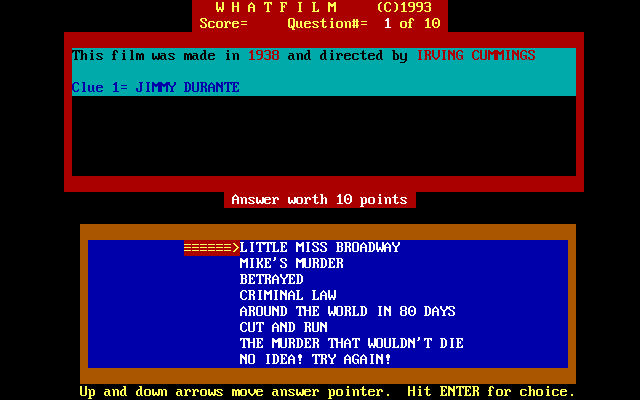 W H A T F I L M (C)1993
Score= Question#= 1 of 10
This film was made in 1938 and directed by IRVING CUMMINGS
Clue 1= JIMMY DURANTE
Answer worth 10 points
══════>LITTLE MISS BROADWAY
MIKE'S MURDER
BETRAYED
CRIMINAL LAW
AROUND THE WORLD IN 80 DAYS
CUT AND RUN
THE MURDER THAT WOULDN'T DIE
NO IDEA! TRY AGAIN!
Up and down arrows move answer pointer. Hit ENTER for choice.